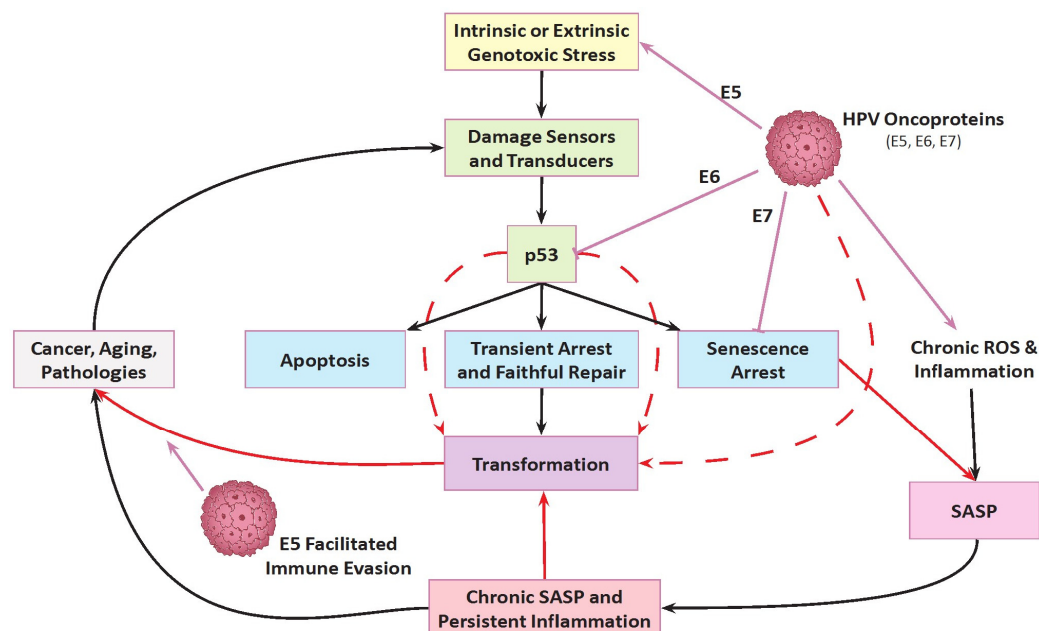 Intrinsic or Extrinsic
Genotoxic Stress
E5
HPV Oncoproteins
(E5, E6, E7)
Damage Sensors
and Transducers
E6
E7
p53
Cancer, Aging,
Pathologies
Apoptosis
Transient Arrest
and Faithful Repair
Senescence
Arrest
Chronic ROS &
Inflammation
Transformation
SASP
E5 Facilitated
Immune Evasion
Chronic SASP and
Persistent Inflammation